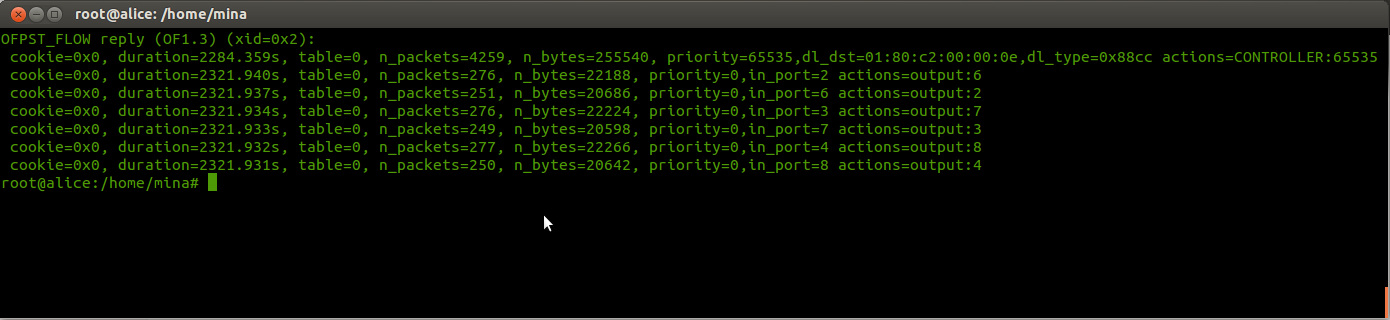 root@alice: /home/mina
OFPST_FLOW reply (OF1.3) (xid=0x2):
cookie=0x0, duration=2284.359s, table=0, n_packets=4259, n_bytes=255540, priority=65535,dl_dst=01:80:c2:00:00:0e,dl_type=0x88cc actions=CONTROLLER:65535
cookie=0x0, duration=2321.940s, table=0, n_packets=276, n_bytes=22188, priority=0,in_port=2 actions=output:6
cookie=0x0, duration=2321.937s, table=0, n_packets=251, n_bytes=20686, priority=0,in_port=6 actions=output:2
cookie=0x0, duration=2321.934s, table=0, n_packets=276, n_bytes=22224, priority=0,in_port=3 actions=output:7
cookie=0x0, duration=2321.933s, table=0, n_packets=249, n_bytes=20598, priority=0,in_port=7 actions=output:3
cookie=0x0, duration=2321.932s, table=0, n_packets=277, n_bytes=22266, priority=0,in_port=4 actions=output:8
cookie=0x0, duration=2321.931s, table=0, n_packets=250, n_bytes=20642, priority=0,in_port=8 actions=output:4
root@alice:/home/mina#